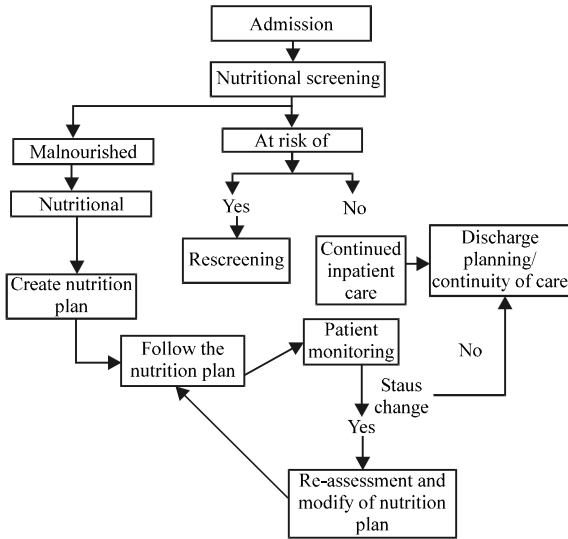 Admission
Nutritional screening
Malnourished
At risk of
Nutritional
Yes
No
Rescreening
Continued
inpatient
care
Discharge
planning/
continuity of care
Create nutrition
plan
Follow the
nutrition plan
Patient
monitoring
No
Staus
change
Yes
Re-assessment and
modify of nutrition
plan